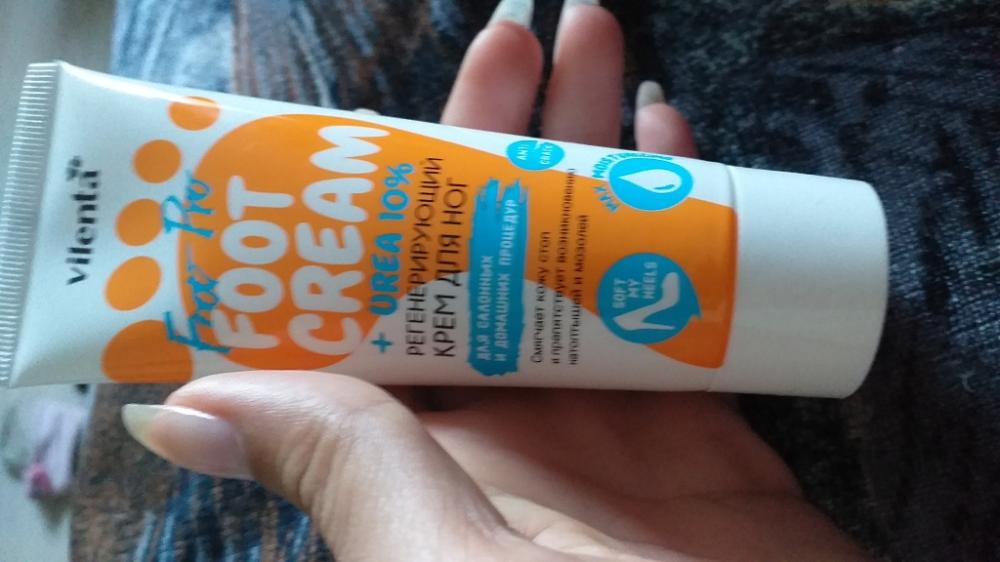 vilenta
For Pro
FOOT
CREAM
+ UREA 10%
РЕГЕНЕРИРУЮЩИЙ
КРЕМ ДЛЯ НОГ
ДЛЯ САЛОННЫХ
И ДОМАШНИХ ПРОЦЕДУР
Смягчает кожу стоп
и препятствует возникновению
натоптышей и мозолей
ANTI
CRACK
MAX MOISTURIZING
SOFT
MY
HEELS